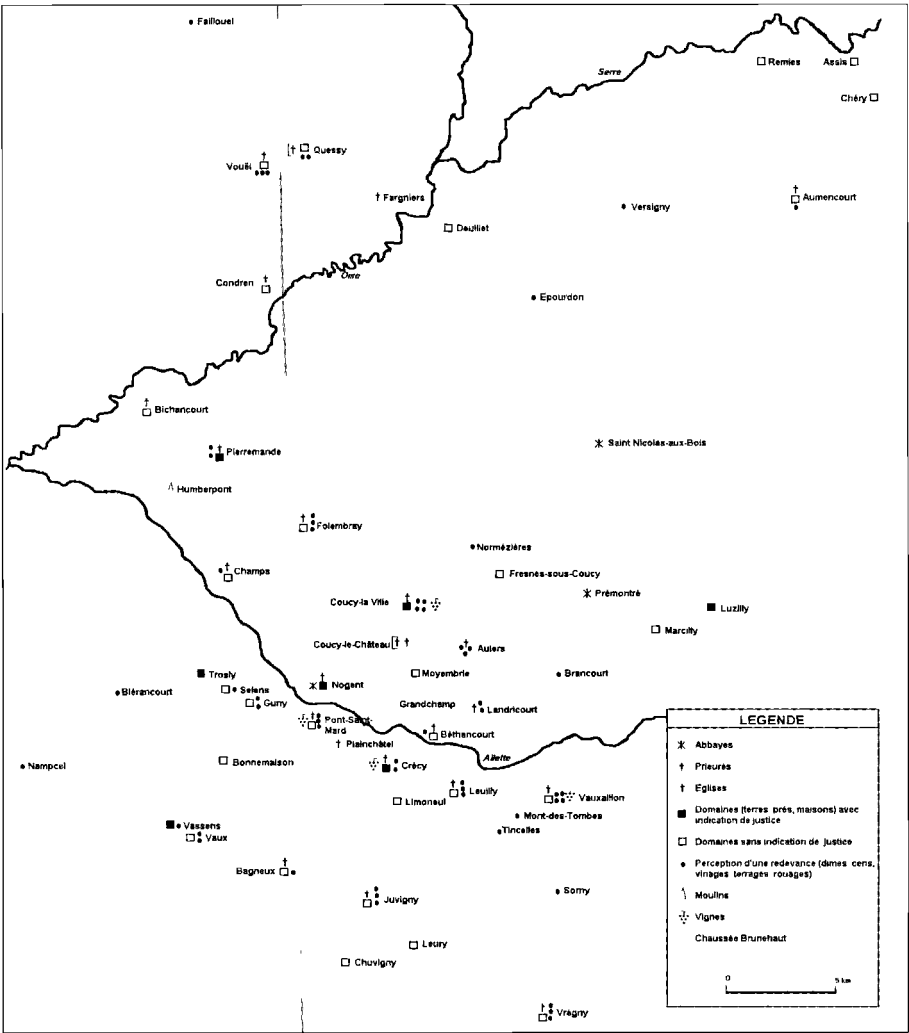 Faillouel
Serre
Remies
Assis
Chéry
Quessy
Vouël
Fargniers
Versigny
Aumencourt
Deuillet
Condren
Oise
Epourdon
Bichancourt
Pierremande
Saint Nicolas-aux-Bois
Humberpont
Folembray
Normézières
Champs
Fresnes-sous-Coucy
Coucy-la Ville
Prémontré
Luzilly
Marcilly
Coucy-le-Château
Aulers
Trosly
Moyembrie
Brancourt
Nogent
Blérancourt
Selens
Guny
Grandchamp
Landricourt
Pont-Saint-
Mard
Béthancourt
Plainchâtel
Ailette
Nampcel
Bonnemaison
Crécy
Limoneul
Leuilly
Vauxaillon
Mont-des-Tombes
Tincelles
Vassens
Vaux
Bagneux
Juvigny
Sorny
Leury
Chuvigny
Vregny
LEGENDE
Abbayes
Prieurés
Eglises
Domaines (terres, prés, maisons) avec
indication de justice
Domaines sans indication de justice
Perception d'une redevance (dîmes, cens,
vinages, terrages, rouages)
Moulins
Vignes
Chaussée Brunehaut
0 5 km